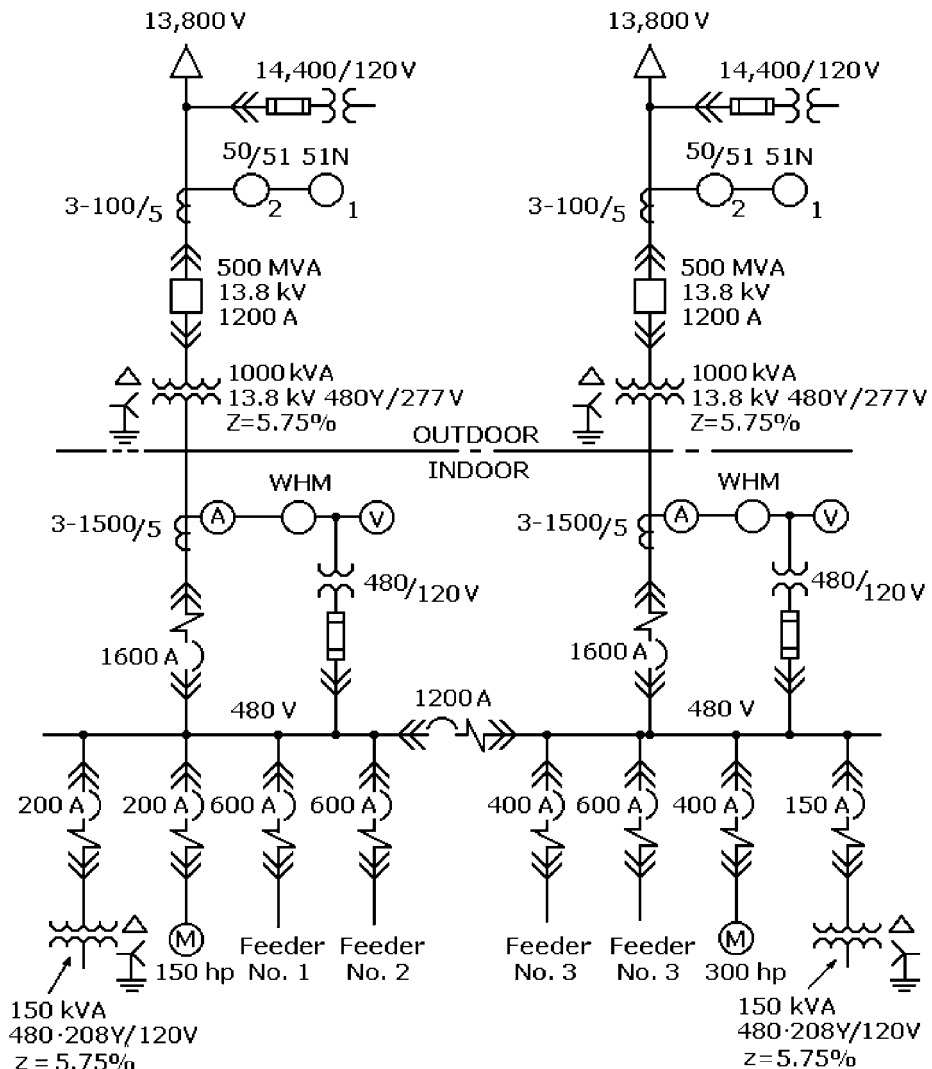 13,800 V
13,800 V
14,400/120 V
14,400/120 V
50/51 51N
50/51 51N
3-100/5
2
1
3-100/5
2
1
500 MVA
13.8 kV
1200 A
500 MVA
13.8 kV
1200 A
1000 kVA
13.8 kV 480Y/277 V
Z=5.75%
1000 kVA
13.8 kV 480Y/277 V
Z=5.75%
OUTDOOR
INDOOR
WHM
WHM
3-1500/5
A
V
3-1500/5
A
V
480/120 V
480/120 V
1600 A
1600 A
1200 A
480 V
480 V
200 A
200 A
600 A
600 A
400 A
600 A
400 A
150 A
M
150 hp
Feeder
No. 1
Feeder
No. 2
Feeder
No. 3
Feeder
No. 3
M
300 hp
150 kVA
480·208Y/120V
z = 5.75%
150 kVA
480·208Y/120V
z=5.75%